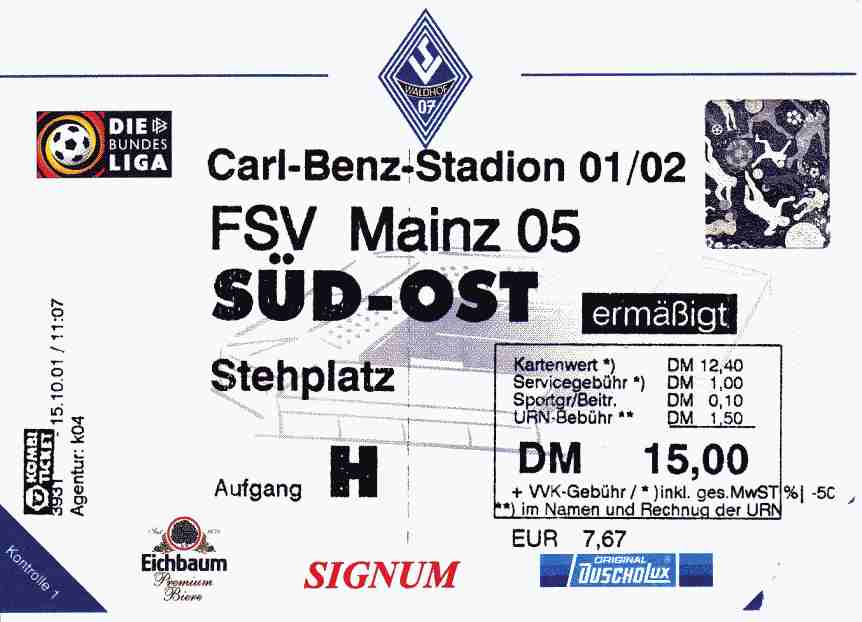 WALDHOF
07
DIE
BUNDES
LIGA
Carl-Benz-Stadion 01/02
FSV Mainz 05
SÜD-OST
ermäßigt
Stehplatz
Kartenwert *) DM 12,40
Servicegebühr *) DM 1,00
Sportgr/Beitr. DM 0,10
URN-Bebühr ** DM 1,50
DM 15,00
Aufgang H
+ VVK-Gebühr / * )inkl. ges.MwST %| -50
**) im Namen und Rechnug der URN
EUR 7,67
KOMBI
TICKET
3931 - 15.10.01 / 11:07
Agentur: k04
Kontrolle 1
Eichbaum
Premium
Biere
SIGNUM
ORIGINAL
DUSCHOLUX